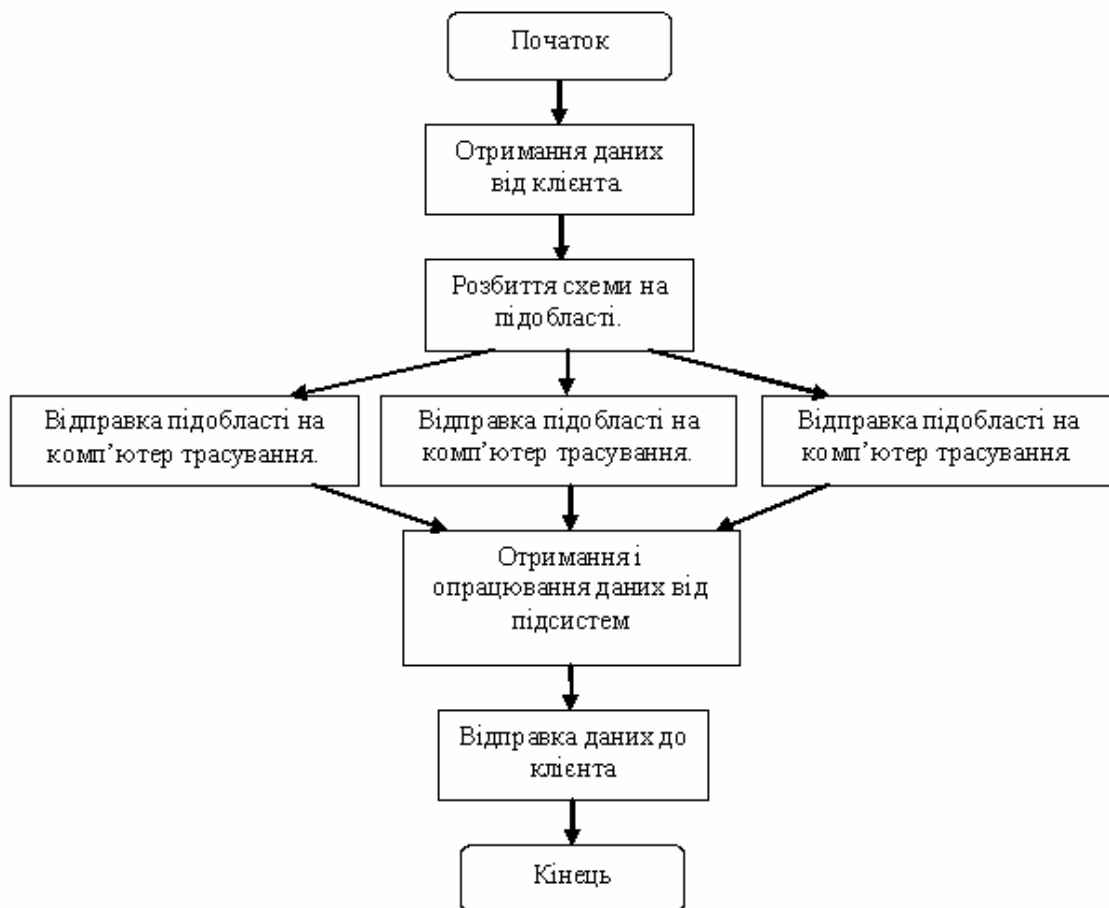 Початок
Отримання даних
від клієнта
Розбиття схеми на
підобласті.
Відправка підобласті на
комп’ютер трасування.
Відправка підобласті на
комп’ютер трасування.
Відправка підобласті на
комп’ютер трасування.
Отримання і
опрацювання даних від
підсистем
Відправка даних до
клієнта
Кінець